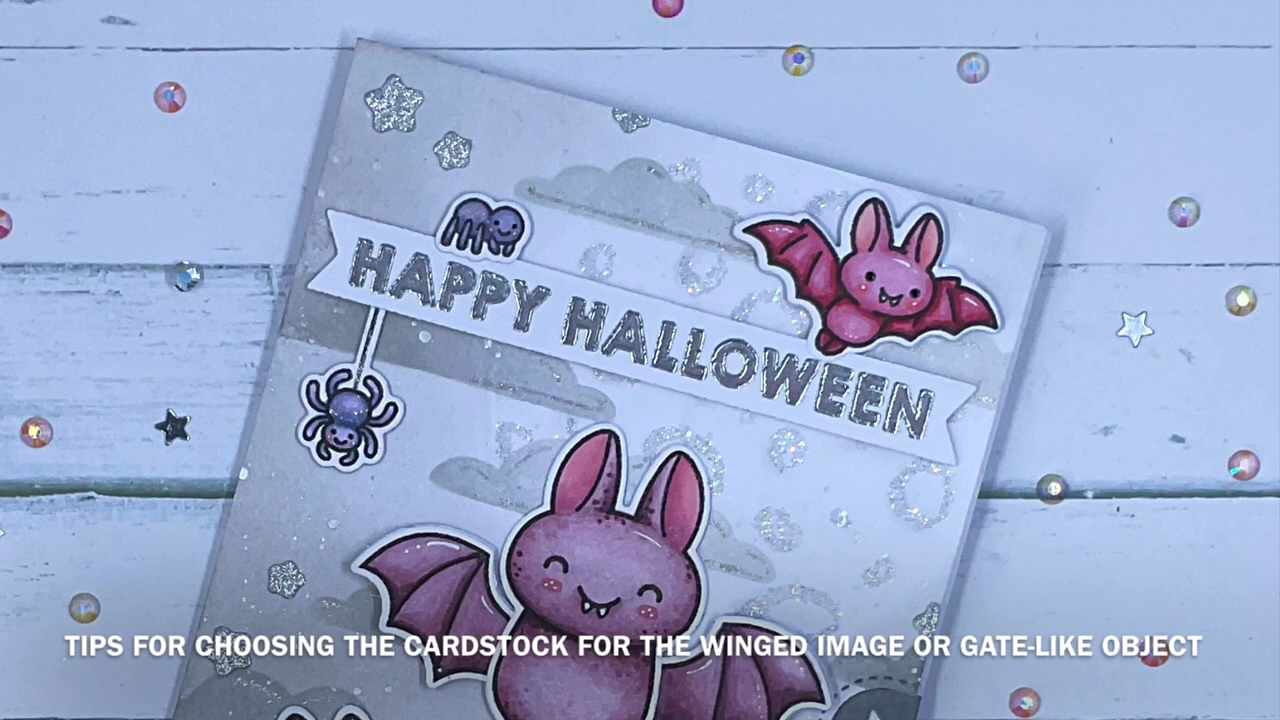 HAPPY HALLOWEEN
TIPS FOR CHOOSING THE CARDSTOCK FOR THE WINGED IMAGE OR GATE-LIKE OBJECT